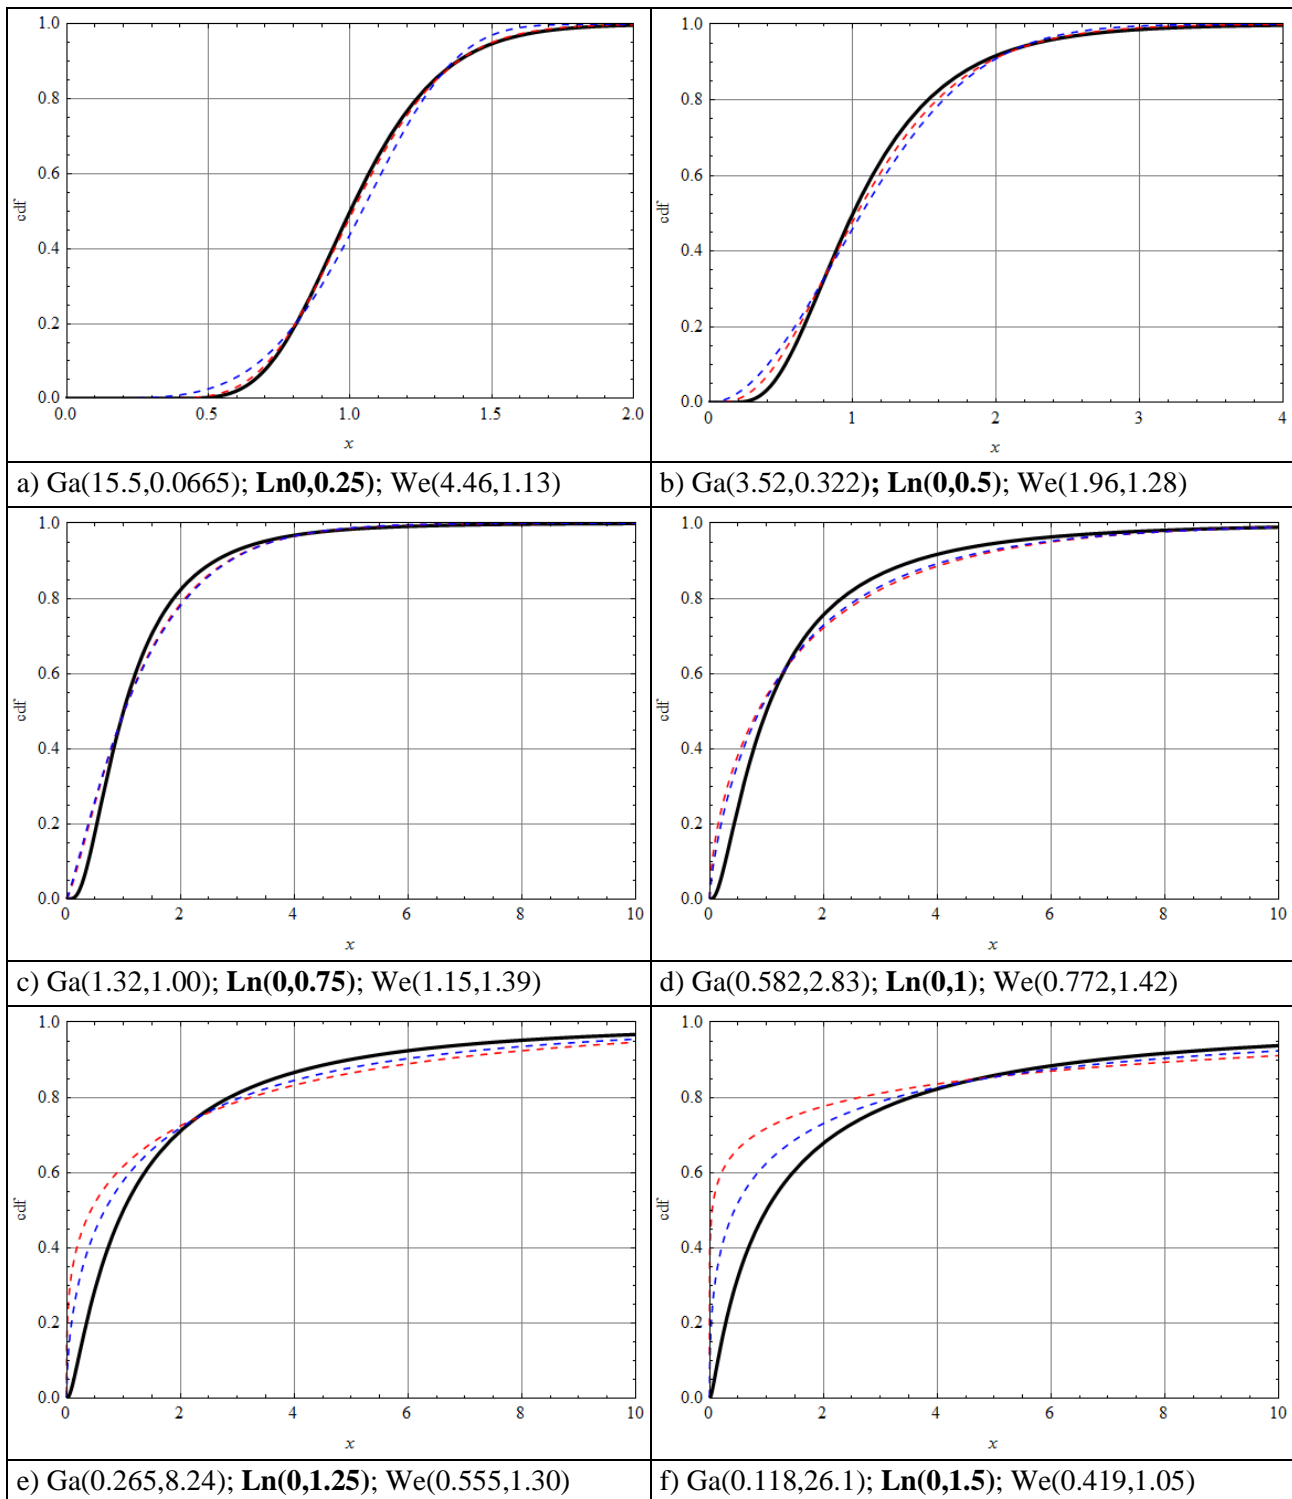 1.0
0.8
0.6
0.4
0.2
0.0
cdf
0.0 0.5 1.0 1.5 2.0
x
a) Ga(15.5,0.0665); Ln0,0.25); We(4.46,1.13)
1.0
0.8
0.6
0.4
0.2
0.0
cdf
0 1 2 3 4
x
b) Ga(3.52,0.322); Ln(0,0.5); We(1.96,1.28)
1.0
0.8
0.6
0.4
0.2
0.0
cdf
0 2 4 6 8 10
x
c) Ga(1.32,1.00); Ln(0,0.75); We(1.15,1.39)
1.0
0.8
0.6
0.4
0.2
0.0
cdf
0 2 4 6 8 10
x
d) Ga(0.582,2.83); Ln(0,1); We(0.772,1.42)
1.0
0.8
0.6
0.4
0.2
0.0
cdf
0 2 4 6 8 10
x
e) Ga(0.265,8.24); Ln(0,1.25); We(0.555,1.30)
1.0
0.8
0.6
0.4
0.2
0.0
cdf
0 2 4 6 8 10
x
f) Ga(0.118,26.1); Ln(0,1.5); We(0.419,1.05)